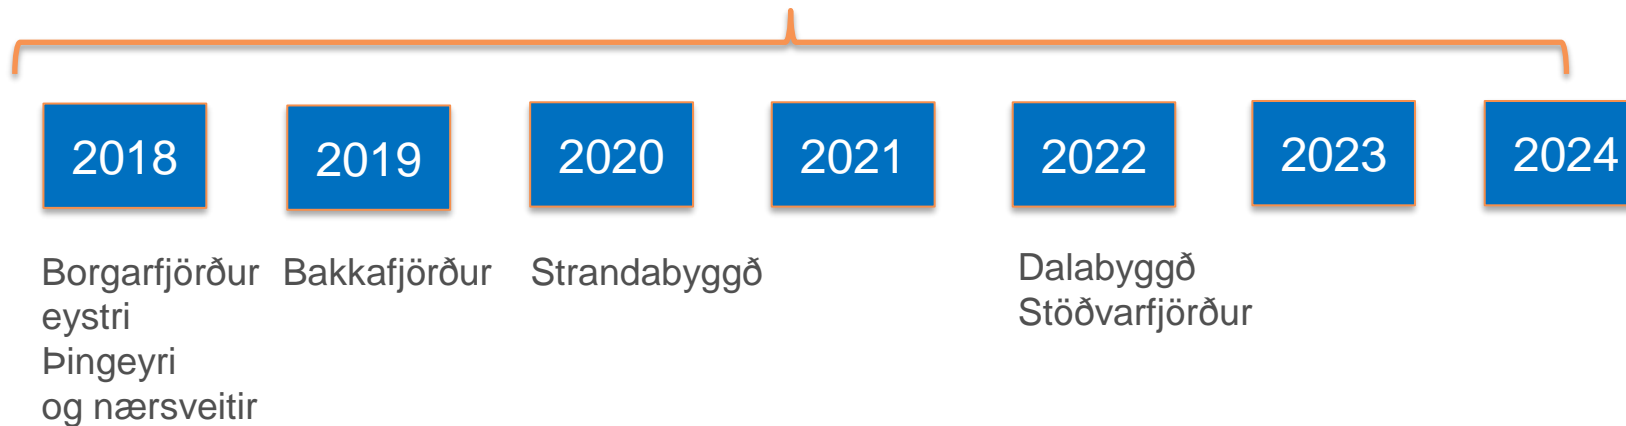 2018
2019
2020
2021
2022
2023
2024
Borgarfjörður
eystri
Þingeyri
og nærsveitir
Bakkafjörður
Strandabyggð
Dalabyggð
Stöðvarfjörður